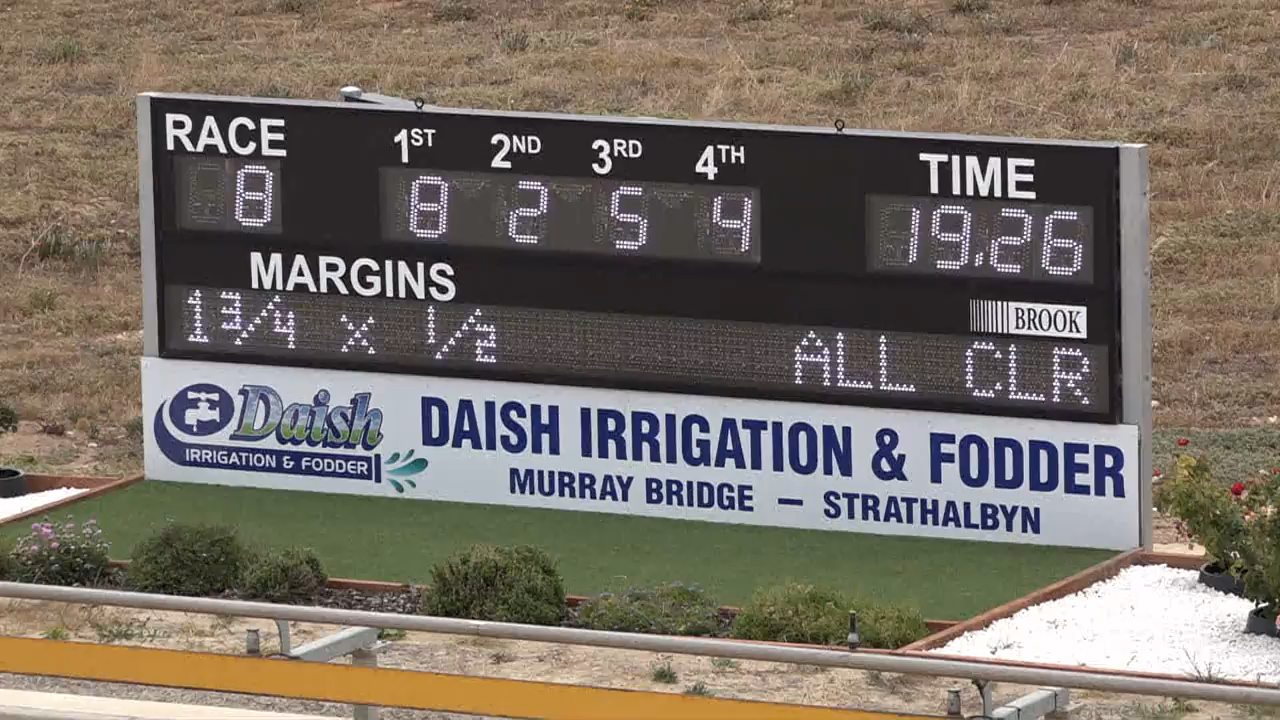 RACE 1ST 2ND 3RD 4TH TIME
8 8 2 5 4 19.26
MARGINS
BROOK
1 3/4 x 1/2 ALL CLR
Daish
IRRIGATION & FODDER
DAISH IRRIGATION & FODDER
MURRAY BRIDGE – STRATHALBYN